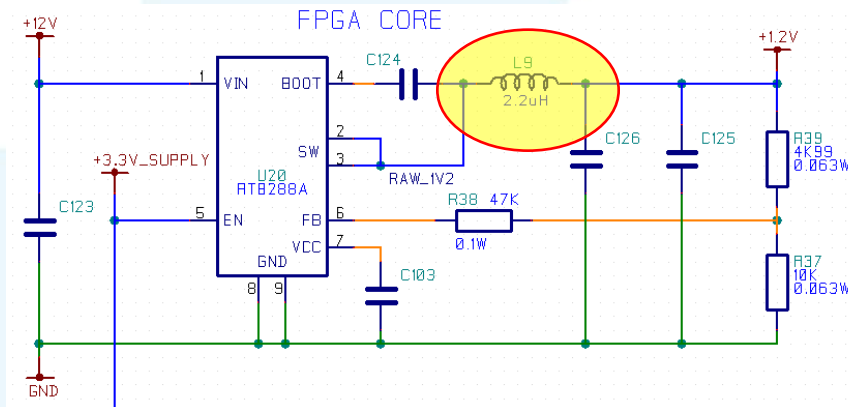 FPGA CORE
+12V
+1.2V
C124
L9
2.2uH
1
VIN
BOOT
4
2
SW
3
RAW_1V2
C126
C125
R39
4K99
0.063W
+3.3V_SUPPLY
U20
RT8288A
C123
5
EN
FB
6
R38 47K
0.1W
VCC
7
GND
8
9
C103
R37
10K
0.063W
GND